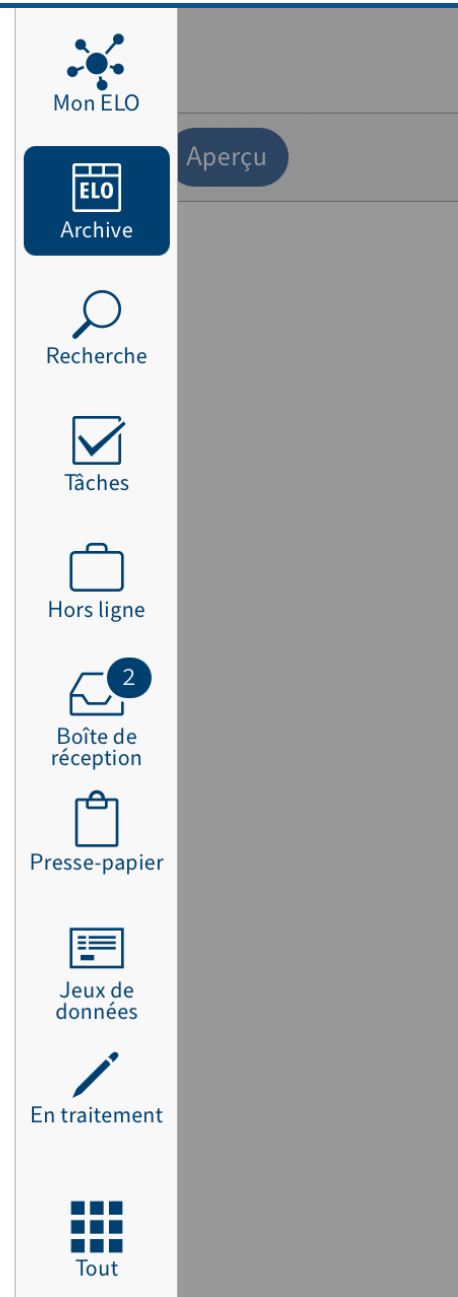 Mon ELO
Aperçu
ELO
Archive
Recherche
Tâches
Hors ligne
2
Boîte de
réception
Presse-papier
Jeux de
données
En traitement
Tout